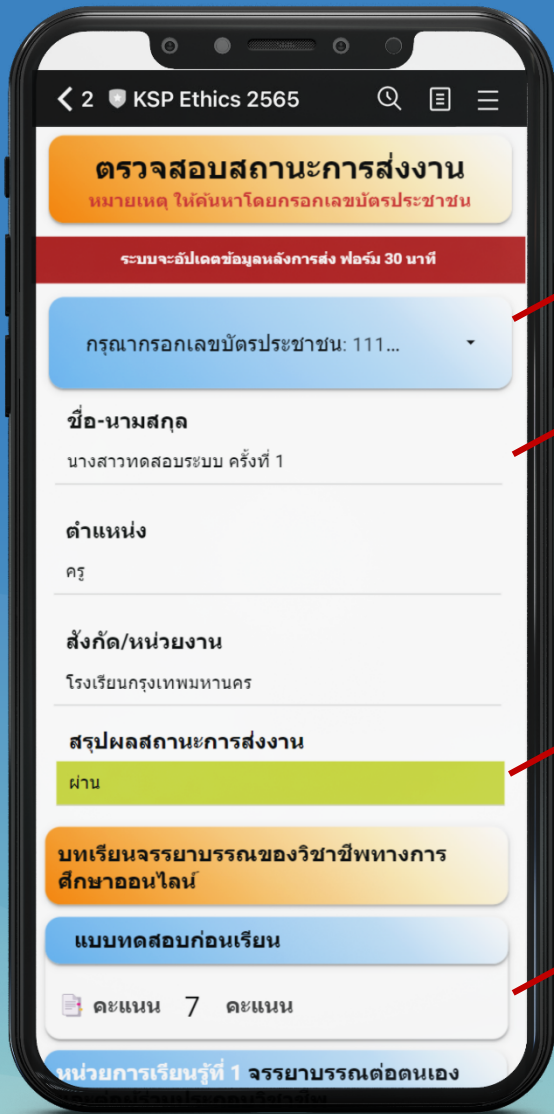 2 KSP Ethics 2565
ตรวจสอบสถานะการส่งงาน
หมายเหตุ ให้ค้นหาโดยกรอกเลขบัตรประชาชน
ระบบจะอัปเดตข้อมูลหลังการส่ง ฟอร์ม 30 นาที
กรุณากรอกเลขบัตรประชาชน: 111...
ชื่อ-นามสกุล
นางสาวทดสอบระบบ ครั้งที่ 1
ตำแหน่ง
ครู
สังกัด/หน่วยงาน
โรงเรียนกรุงเทพมหานคร
สรุปผลสถานะการส่งงาน
ผ่าน
บทเรียนจรรยาบรรณของวิชาชีพทางการ
ศึกษาออนไลน์
แบบทดสอบก่อนเรียน
คะแนน 7 คะแนน
หน่วยการเรียนรู้ที่ 1 จรรยาบรรณต่อตนเอง